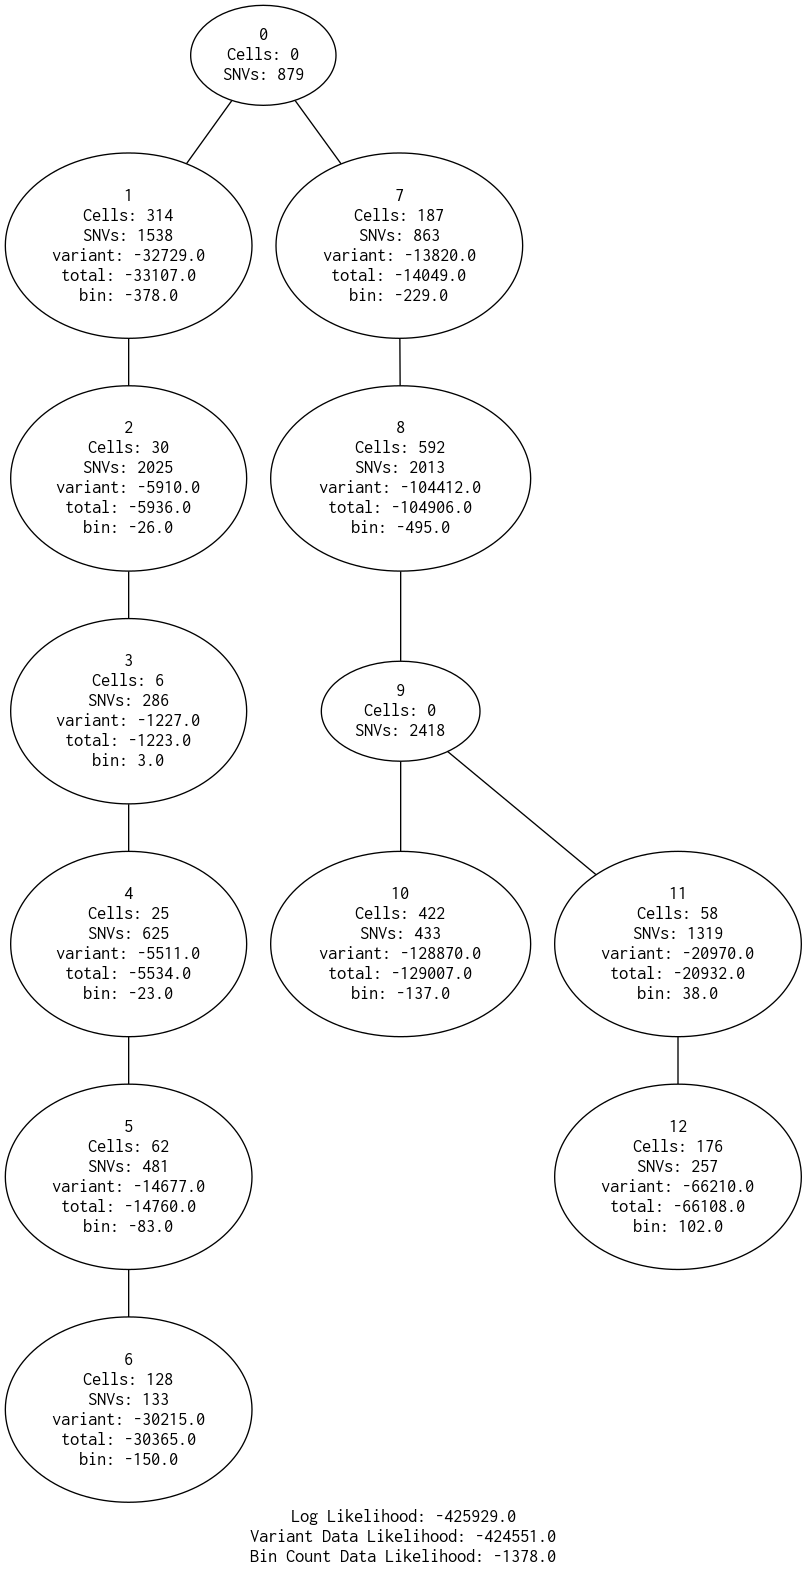 0
Cells: 0
SNVs: 879
1
Cells: 314
SNVs: 1538
variant: -32729.0
total: -33107.0
bin: -378.0
7
Cells: 187
SNVs: 863
variant: -13820.0
total: -14049.0
bin: -229.0
2
Cells: 30
SNVs: 2025
variant: -5910.0
total: -5936.0
bin: -26.0
8
Cells: 592
SNVs: 2013
variant: -104412.0
total: -104906.0
bin: -495.0
3
Cells: 6
SNVs: 286
variant: -1227.0
total: -1223.0
bin: 3.0
9
Cells: 0
SNVs: 2418
4
Cells: 25
SNVs: 625
variant: -5511.0
total: -5534.0
bin: -23.0
10
Cells: 422
SNVs: 433
variant: -128870.0
total: -129007.0
bin: -137.0
11
Cells: 58
SNVs: 1319
variant: -20970.0
total: -20932.0
bin: 38.0
5
Cells: 62
SNVs: 481
variant: -14677.0
total: -14760.0
bin: -83.0
12
Cells: 176
SNVs: 257
variant: -66210.0
total: -66108.0
bin: 102.0
6
Cells: 128
SNVs: 133
variant: -30215.0
total: -30365.0
bin: -150.0
Log Likelihood: -425929.0
Variant Data Likelihood: -424551.0
Bin Count Data Likelihood: -1378.0